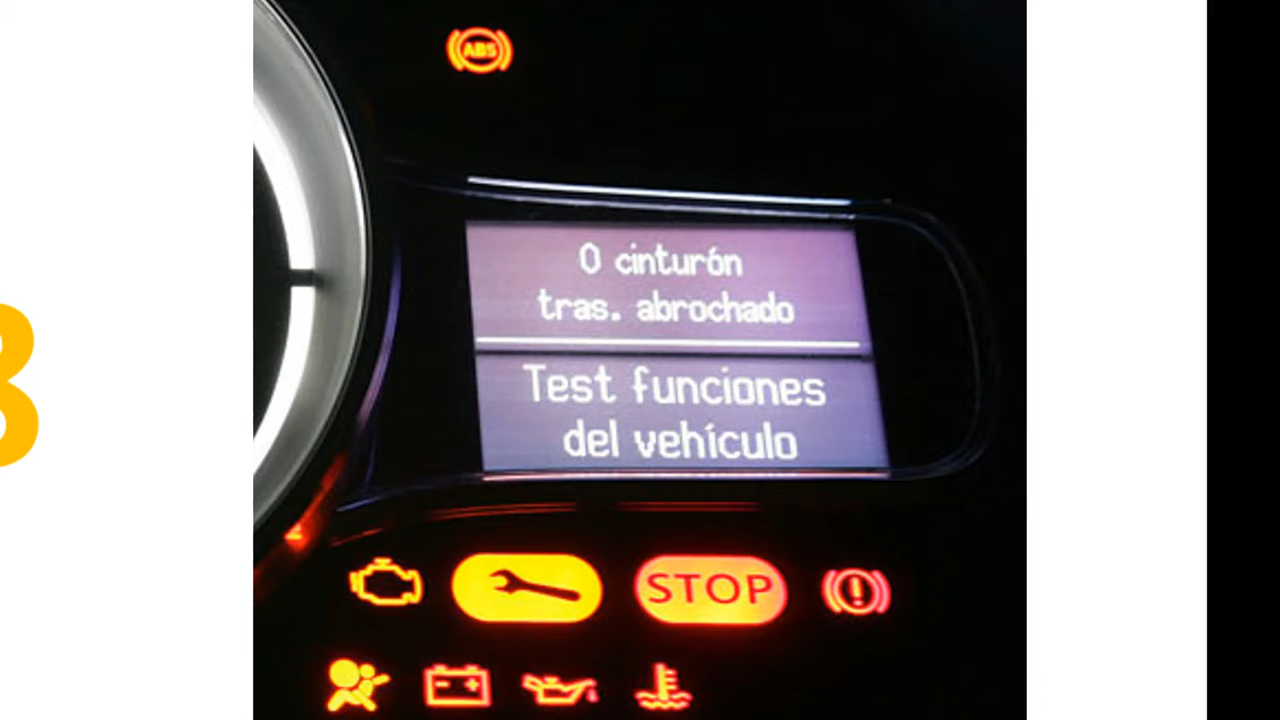 ABS
0 cinturón
tras. abrochado
Test funciones
del vehículo
STOP